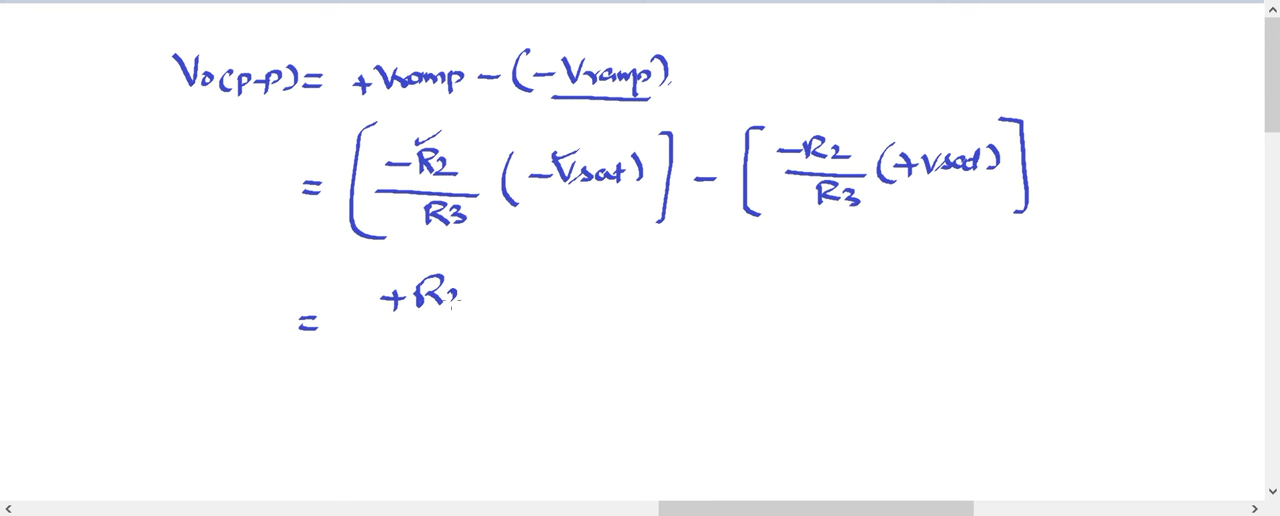 Vo(p-p) = +Vramp - (-Vramp)
= [-R2/R3 (-Vsat)] - [-R2/R3 (+Vsat)]
= +R2